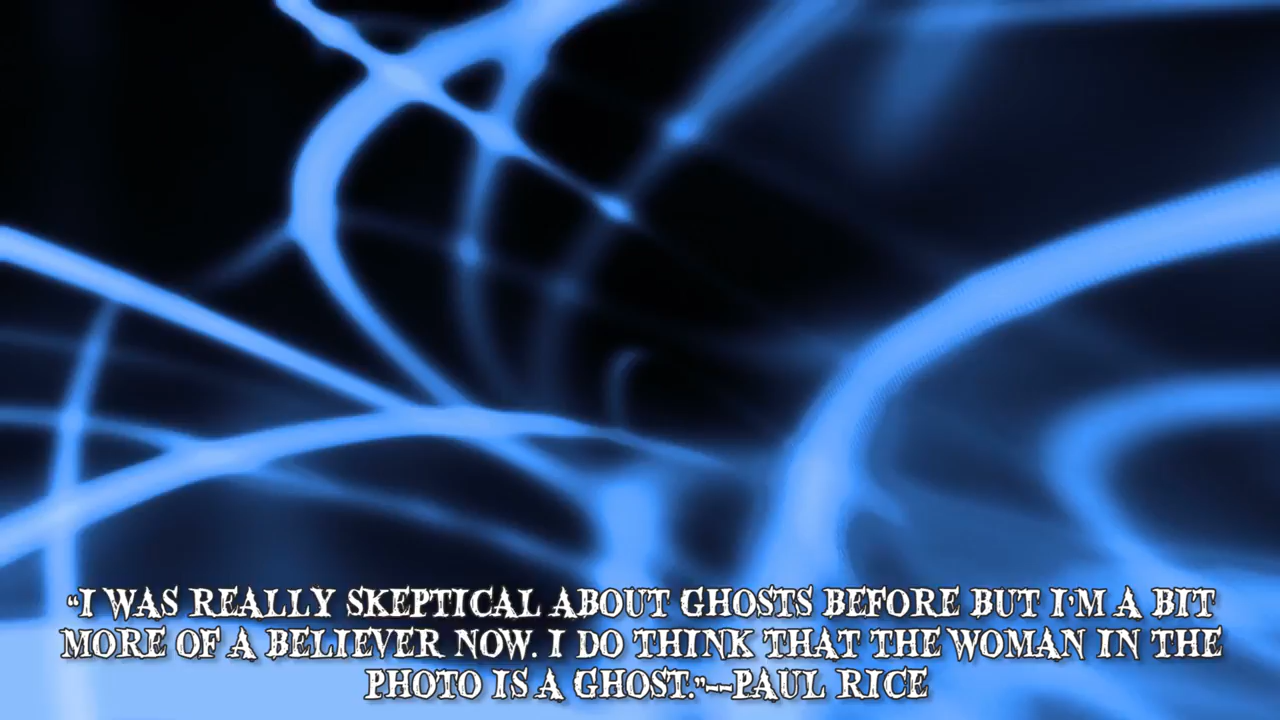 “I WAS REALLY SKEPTICAL ABOUT GHOSTS BEFORE BUT I'M A BIT
MORE OF A BELIEVER NOW. I DO THINK THAT THE WOMAN IN THE
PHOTO IS A GHOST.”--PAUL RICE